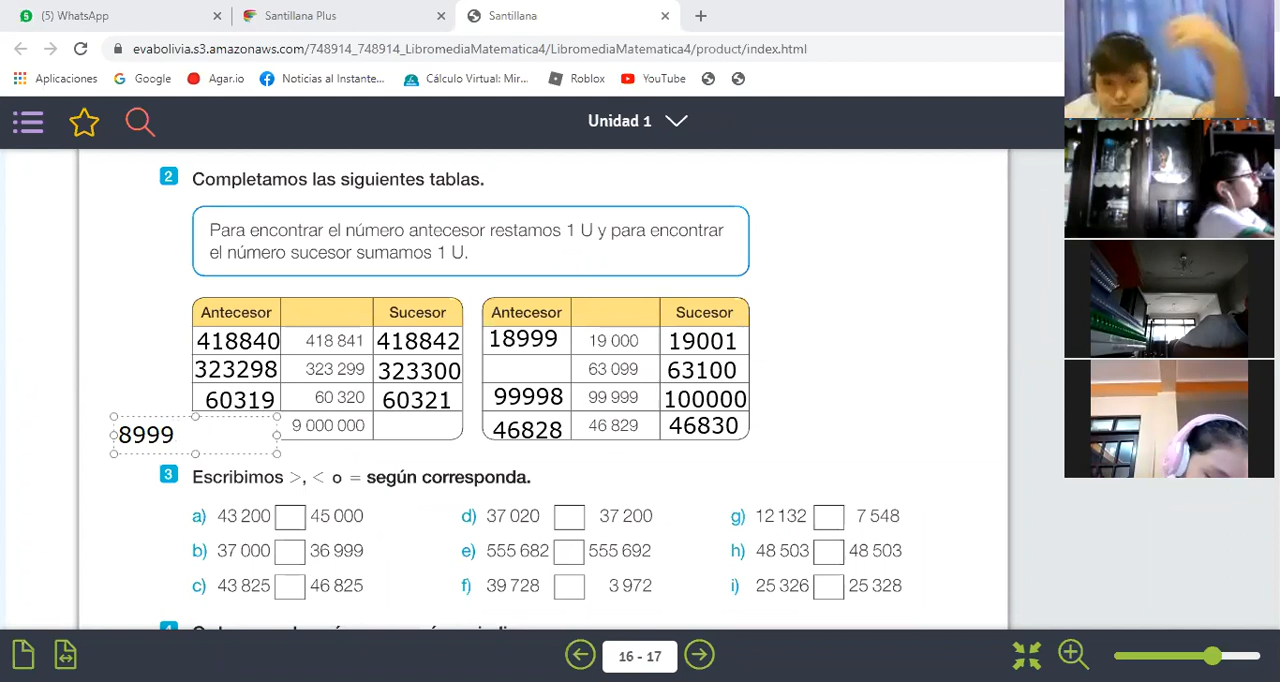 (5) WhatsApp
Santillana Plus
Santillana
evabolivia.s3.amazonaws.com/748914_748914_LibromediaMatematica4/LibromediaMatematica4/product/index.html
Aplicaciones Google Agar.io Noticias al Instante... Cálculo Virtual: Mir... Roblox YouTube
Unidad 1
2 Completamos las siguientes tablas.
Para encontrar el número antecesor restamos 1 U y para encontrar
el número sucesor sumamos 1 U.
Antecesor Sucesor
418840 418 841 418842
323298 323 299 323300
60319 60 320 60321
8999 9 000 000
Antecesor Sucesor
18999 19 000 19001
63 099 63100
99998 99 999 100000
46828 46 829 46830
3 Escribimos >, < o = según corresponda.
a) 43 200 45 000 d) 37 020 37 200 g) 12 132 7 548
b) 37 000 36 999 e) 555 682 555 692 h) 48 503 48 503
c) 43 825 46 825 f) 39 728 3 972 i) 25 326 25 328
16 - 17